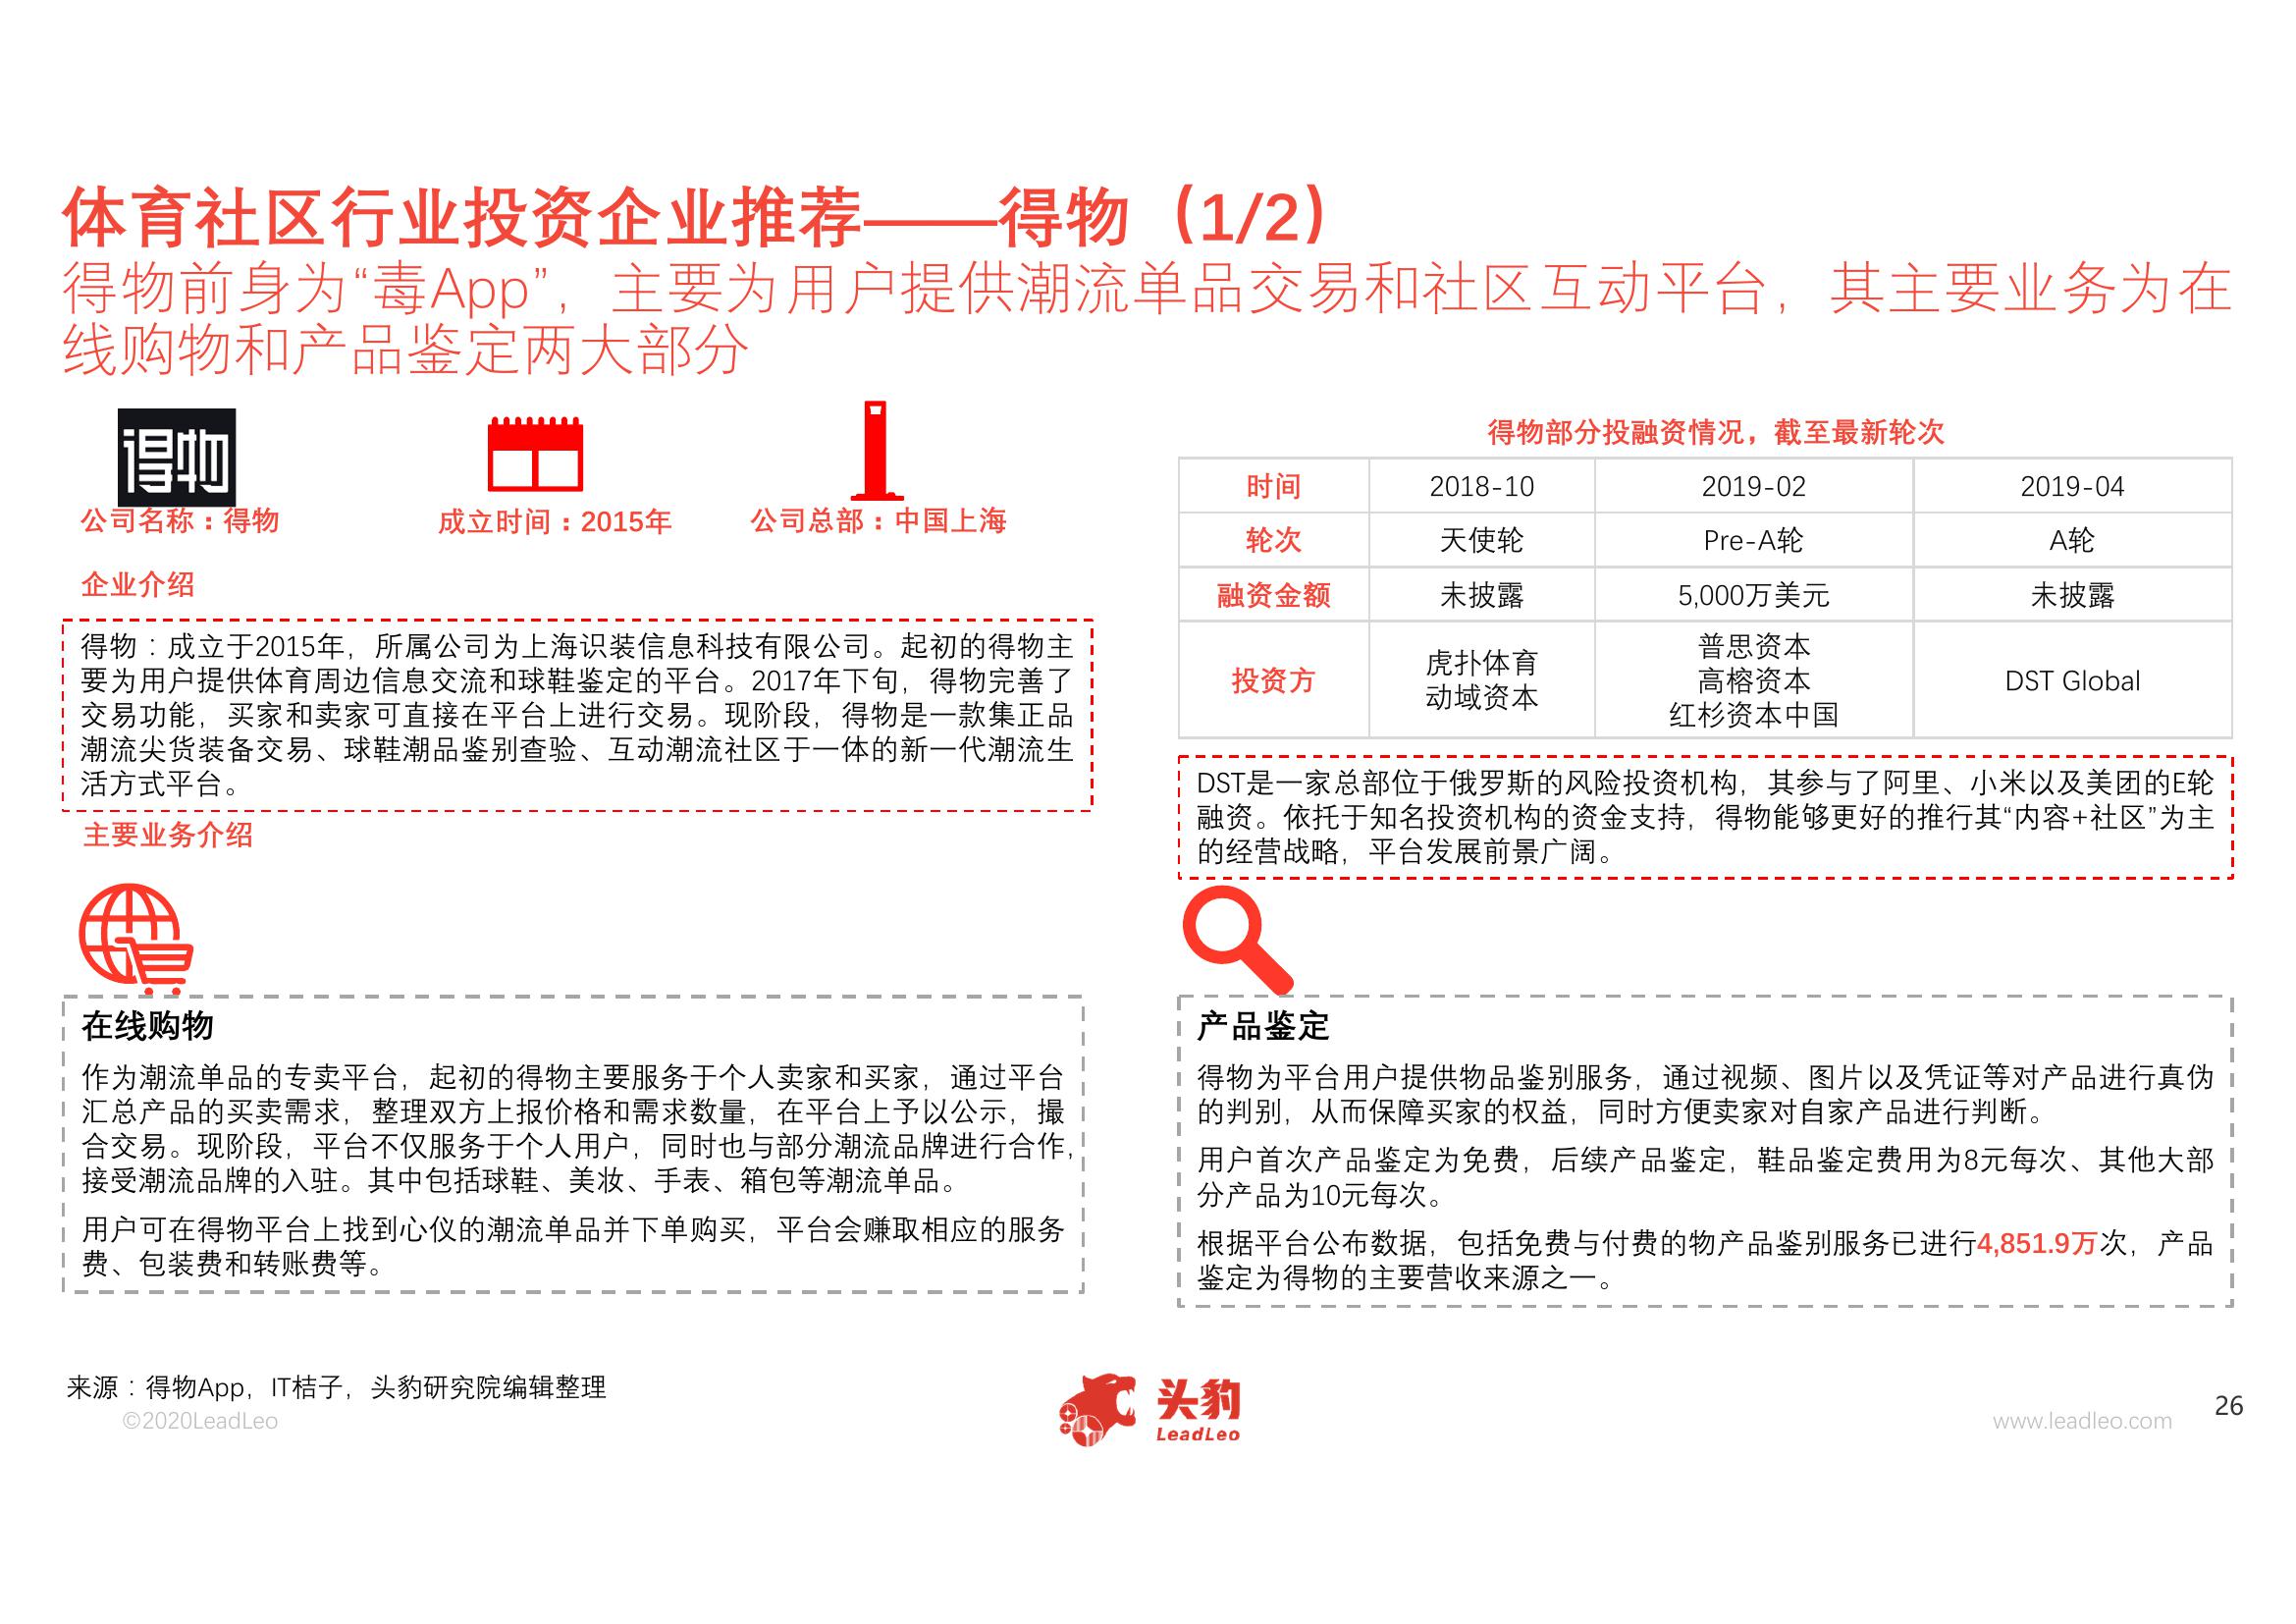 体育社区行业投资企业推荐——得物（1/2）
得物前身为“毒App”，主要为用户提供潮流单品交易和社区互动平台，其主要业务为在
线购物和产品鉴定两大部分
得物
公司名称：得物
成立时间：2015年
公司总部：中国上海
企业介绍
得物：成立于2015年，所属公司为上海识装信息科技有限公司。起初的得物主
要为用户提供体育周边信息交流和球鞋鉴定的平台。2017年下旬，得物完善了
交易功能，买家和卖家可直接在平台上进行交易。现阶段，得物是一款集正品
潮流尖货装备交易、球鞋潮品鉴别查验、互动潮流社区于一体的新一代潮流生
活方式平台。
得物部分投融资情况，截至最新轮次
时间 2018-10 2019-02 2019-04
轮次 天使轮 Pre-A轮 A轮
融资金额 未披露 5,000万美元 未披露
投资方
虎扑体育
动域资本
普思资本
高榕资本
红杉资本中国
DST Global
DST是一家总部位于俄罗斯的风险投资机构，其参与了阿里、小米以及美团的E轮
融资。依托于知名投资机构的资金支持，得物能够更好的推行其“内容+社区”为主
的经营战略，平台发展前景广阔。
主要业务介绍
在线购物
作为潮流单品的专卖平台，起初的得物主要服务于个人卖家和买家，通过平台
汇总产品的买卖需求，整理双方上报价格和需求数量，在平台上予以公示，撮
合交易。现阶段，平台不仅服务于个人用户，同时也与部分潮流品牌进行合作，
接受潮流品牌的入驻。其中包括球鞋、美妆、手表、箱包等潮流单品。
用户可在得物平台上找到心仪的潮流单品并下单购买，平台会赚取相应的服务
费、包装费和转账费等。
产品鉴定
得物为平台用户提供物品鉴别服务，通过视频、图片以及凭证等对产品进行真伪
的判别，从而保障买家的权益，同时方便卖家对自家产品进行判断。
用户首次产品鉴定为免费，后续产品鉴定，鞋品鉴定费用为8元每次、其他大部
分产品为10元每次。
根据平台公布数据，包括免费与付费的物产品鉴别服务已进行4,851.9万次，产品
鉴定为得物的主要营收来源之一。
来源：得物App，IT桔子，头豹研究院编辑整理
©2020LeadLeo
头豹
LeadLeo
www.leadleo.com
26